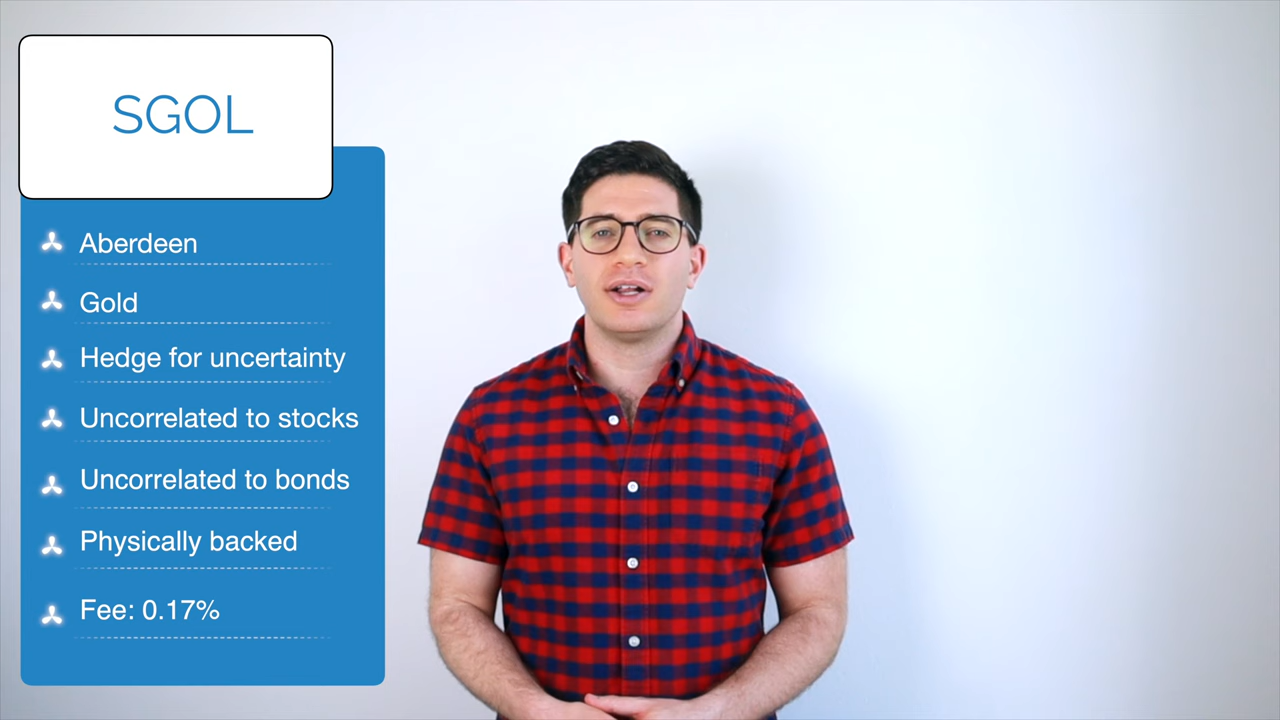 SGOL
Aberdeen
Gold
Hedge for uncertainty
Uncorrelated to stocks
Uncorrelated to bonds
Physically backed
Fee: 0.17%